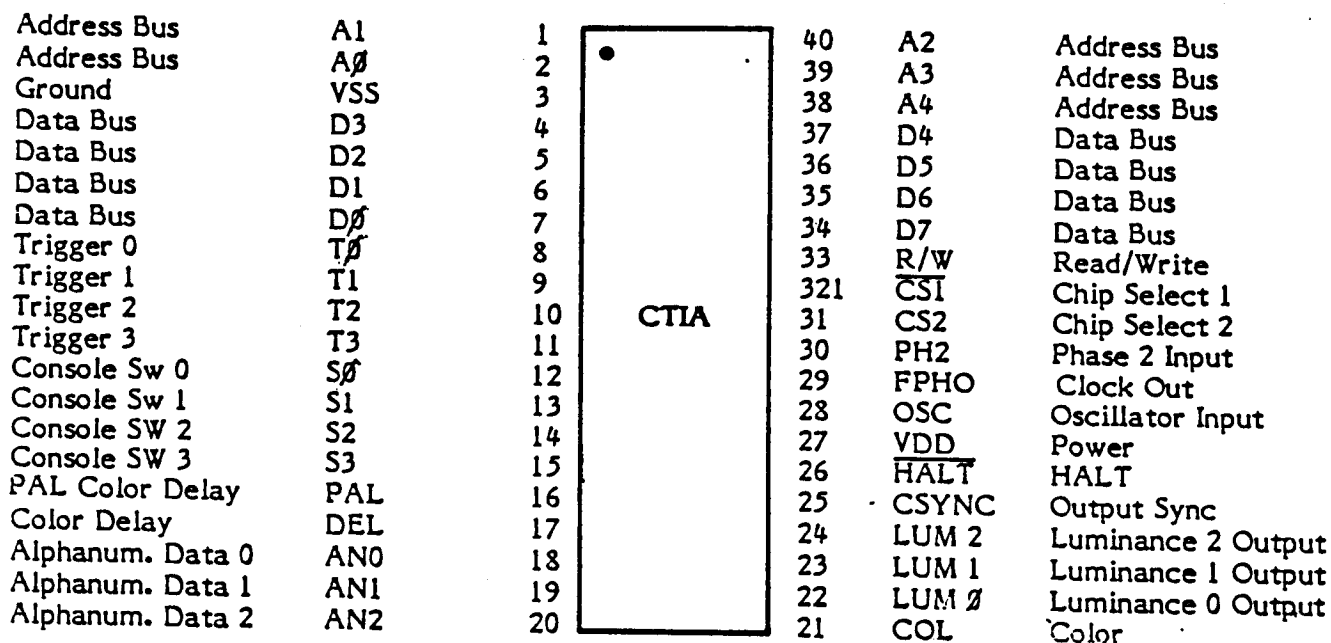 Address Bus A1 1
Address Bus AØ 2
Ground VSS 3
Data Bus D3 4
Data Bus D2 5
Data Bus D1 6
Data Bus DØ 7
Trigger 0 TØ 8
Trigger 1 T1 9
Trigger 2 T2 10
Trigger 3 T3 11
Console Sw 0 SØ 12
Console Sw 1 S1 13
Console SW 2 S2 14
Console SW 3 S3 15
PAL Color Delay PAL 16
Color Delay DEL 17
Alphanum. Data 0 AN0 18
Alphanum. Data 1 AN1 19
Alphanum. Data 2 AN2 20
CTIA
40 A2 Address Bus
39 A3 Address Bus
38 A4 Address Bus
37 D4 Data Bus
36 D5 Data Bus
35 D6 Data Bus
34 D7 Data Bus
33 R/W Read/Write
321 CS1 Chip Select 1
31 CS2 Chip Select 2
30 PH2 Phase 2 Input
29 FPHO Clock Out
28 OSC Oscillator Input
27 VDD Power
26 HALT HALT
25 CSYNC Output Sync
24 LUM 2 Luminance 2 Output
23 LUM 1 Luminance 1 Output
22 LUM Ø Luminance 0 Output
21 COL Color